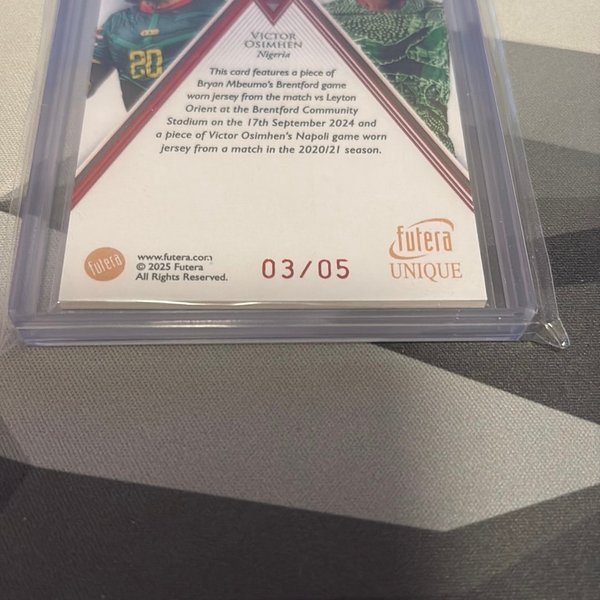 20
VICTOR
OSIMHEN
Nigeria
This card features a piece of
Bryan Mbeumo's Brentford game
worn jersey from the match vs Leyton
Orient at the Brentford Community
Stadium on the 17th September 2024 and
a piece of Victor Osimhen's Napoli game worn
jersey from a match in the 2020/21 season.
futera
www.futera.com
© 2025 Futera
All Rights Reserved.
03/05
futera
UNIQUE